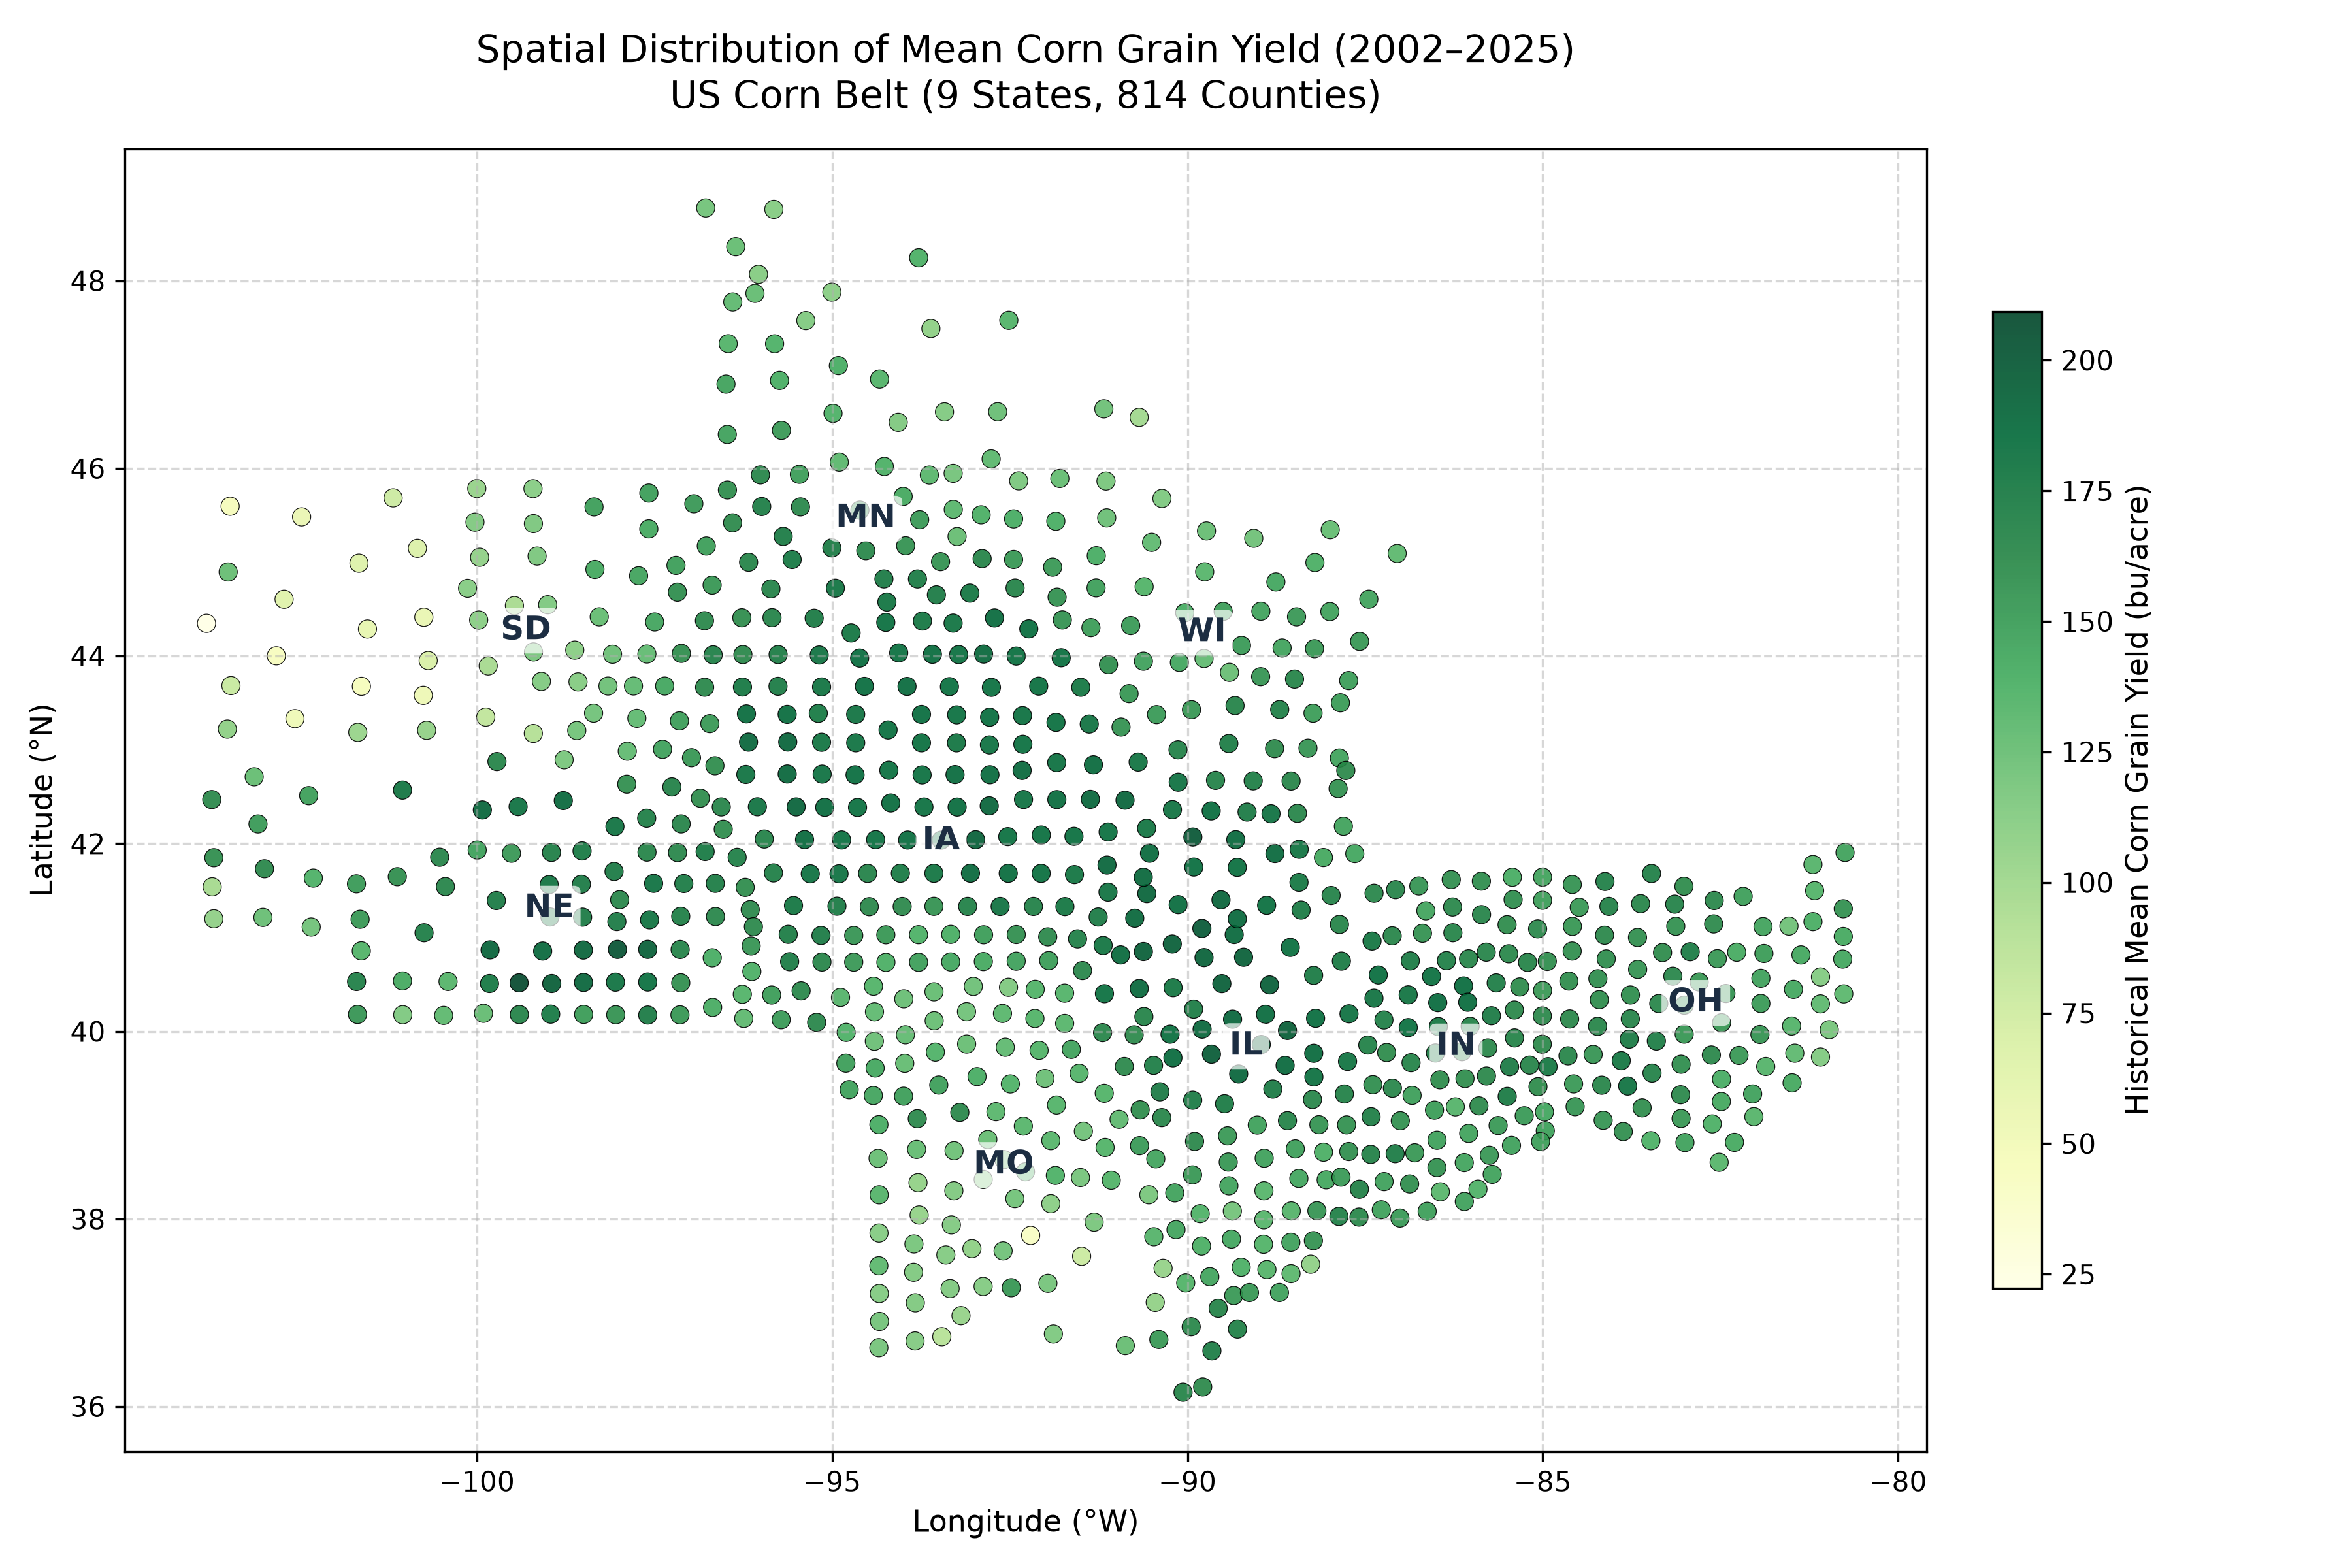 Spatial Distribution of Mean Corn Grain Yield (2002–2025)
US Corn Belt (9 States, 814 Counties)
Latitude (°N)
48
46
44
42
40
38
36
MN
SD
WI
IA
NE
OH
IL
IN
MO
−100
−95
−90
−85
−80
Longitude (°W)
200
175
150
125
100
75
50
25
Historical Mean Corn Grain Yield (bu/acre)